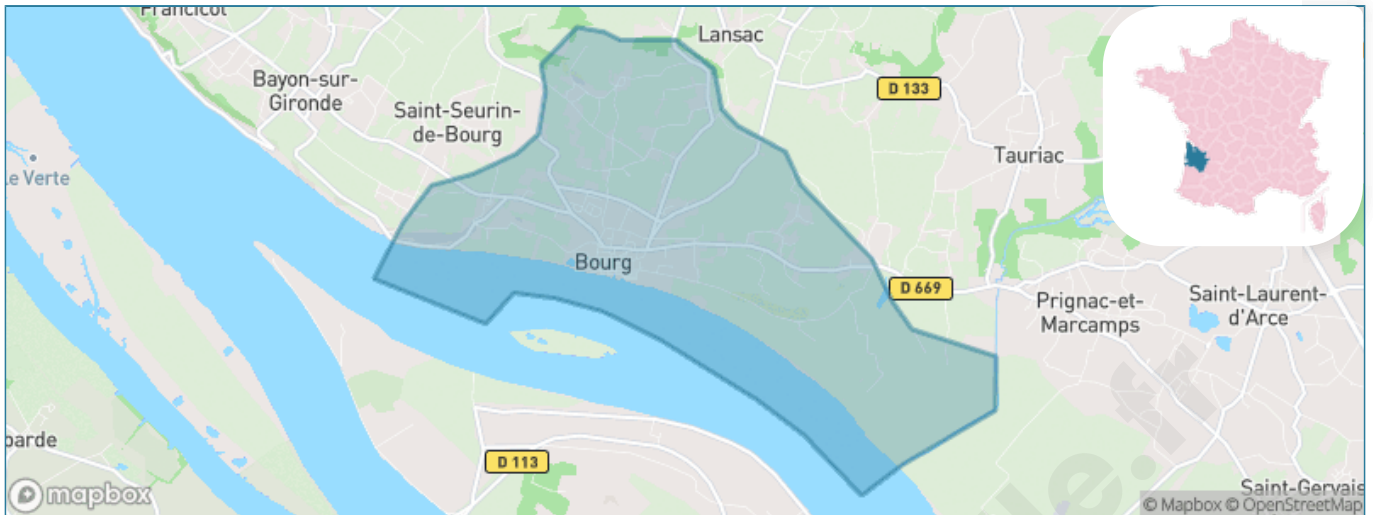 Francicot
Lansac
Bayon-sur-
Gironde
D 133
Saint-Seurin-
de-Bourg
Tauriac
Le Verte
Bourg
D 669
Prignac-et-
Marcamps
Saint-Laurent-
d'Arce
barde
D 113
Saint-Gervais
mapbox
© Mapbox © OpenStreetMap